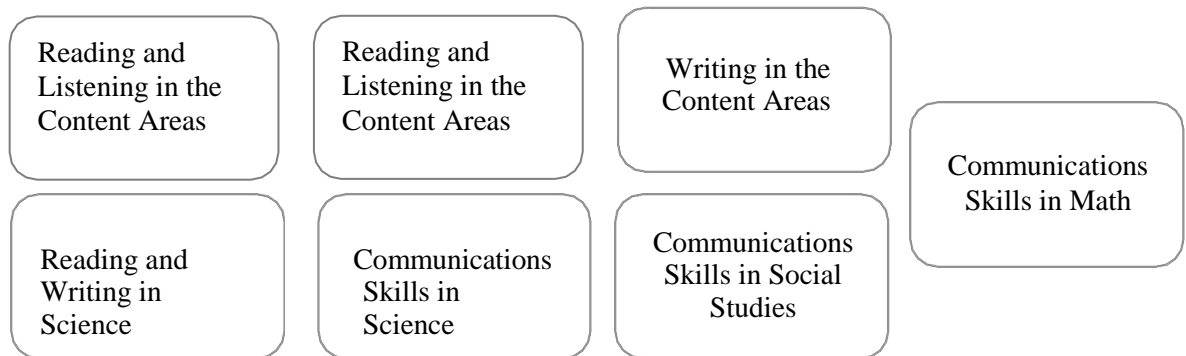 Reading and
Listening in the
Content Areas
Reading and
Listening in the
Content Areas
Writing in the
Content Areas
Communications
Skills in Math
Reading and
Writing in
Science
Communications
Skills in
Science
Communications
Skills in Social
Studies